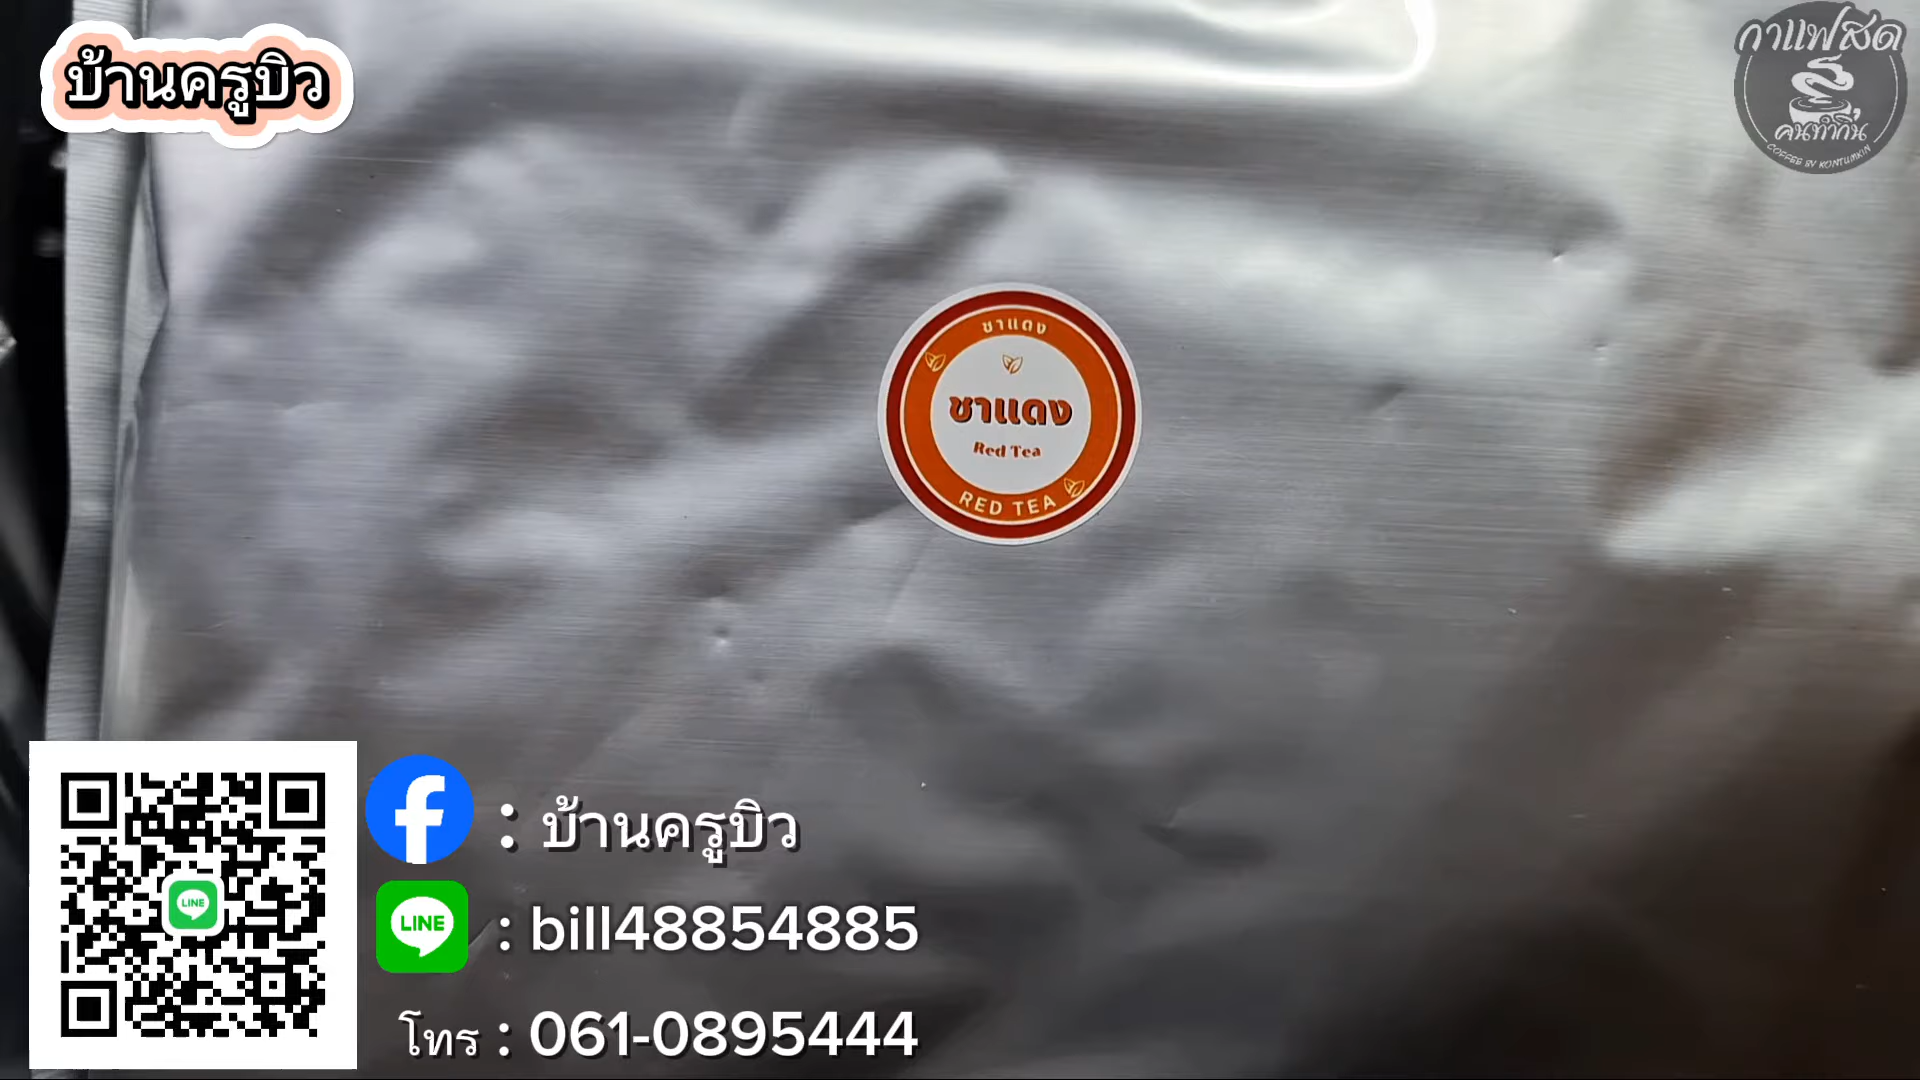 บ้านครูบิว
กาแฟสด
คนทำกิน
COFFEE BY KONTUMKIN
ชาแดง
ชาแดง
Red Tea
RED TEA
: บ้านครูบิว
LINE
LINE : bill48854885
โทร : 061-0895444